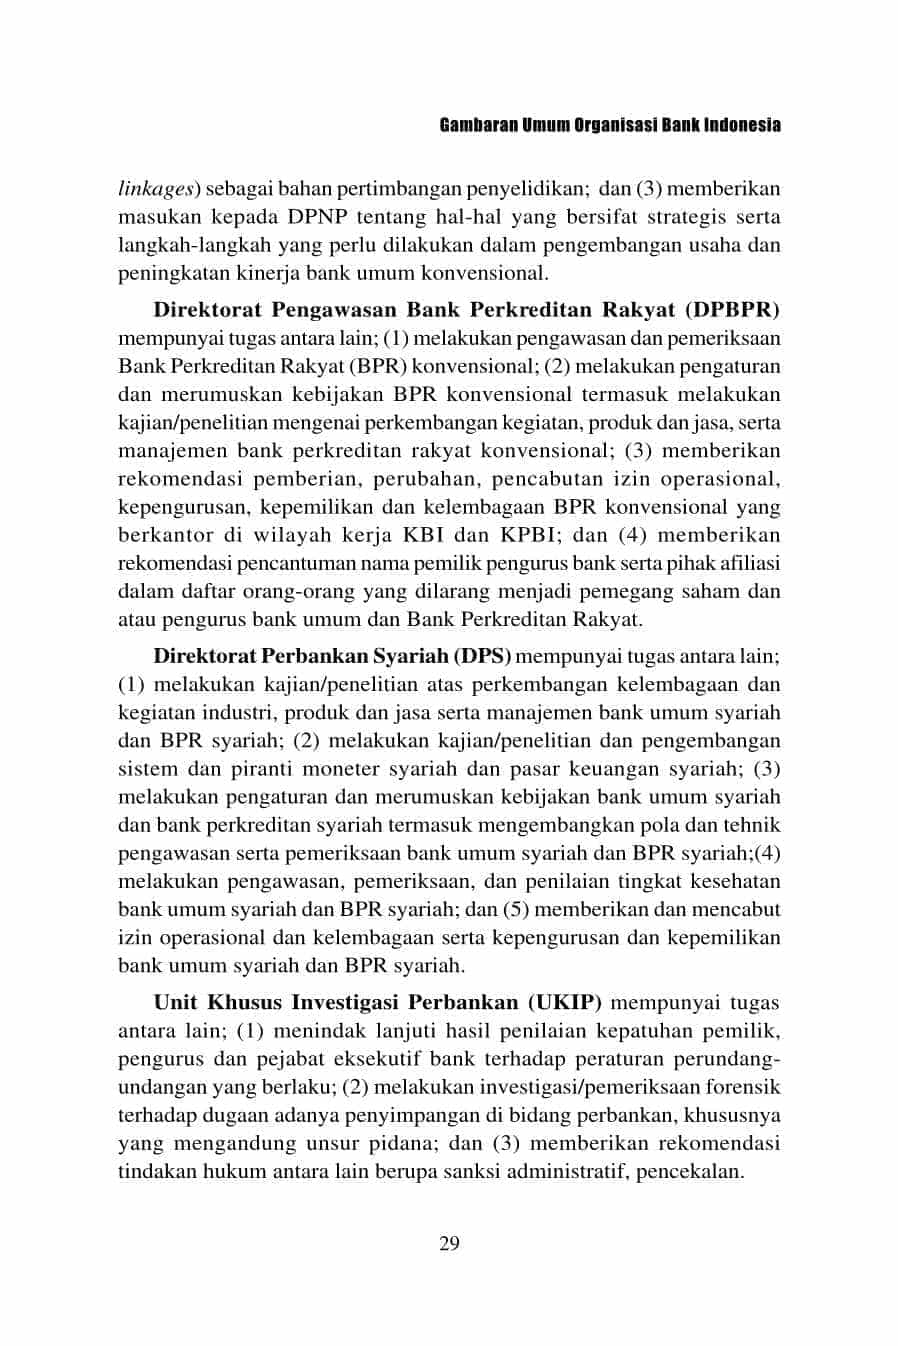 Gambaran Umum Organisasi Bank Indonesia
linkages) sebagai bahan pertimbangan penyelidikan; dan (3) memberikan
masukan kepada DPNP tentang hal-hal yang bersifat strategis serta
langkah-langkah yang perlu dilakukan dalam pengembangan usaha dan
peningkatan kinerja bank umum konvensional.
Direktorat Pengawasan Bank Perkreditan Rakyat (DPBPR)
mempunyai tugas antara lain; (1) melakukan pengawasan dan pemeriksaan
Bank Perkreditan Rakyat (BPR) konvensional; (2) melakukan pengaturan
dan merumuskan kebijakan BPR konvensional termasuk melakukan
kajian/penelitian mengenai perkembangan kegiatan, produk dan jasa, serta
manajemen bank perkreditan rakyat konvensional; (3) memberikan
rekomendasi pemberian, perubahan, pencabutan izin operasional,
kepengurusan, kepemilikan dan kelembagaan BPR konvensional yang
berkantor di wilayah kerja KBI dan KPBI; dan (4) memberikan
rekomendasi pencantuman nama pemilik pengurus bank serta pihak afiliasi
dalam daftar orang-orang yang dilarang menjadi pemegang saham dan
atau pengurus bank umum dan Bank Perkreditan Rakyat.
Direktorat Perbankan Syariah (DPS) mempunyai tugas antara lain;
(1) melakukan kajian/penelitian atas perkembangan kelembagaan dan
kegiatan industri, produk dan jasa serta manajemen bank umum syariah
dan BPR syariah; (2) melakukan kajian/penelitian dan pengembangan
sistem dan piranti moneter syariah dan pasar keuangan syariah; (3)
melakukan pengaturan dan merumuskan kebijakan bank umum syariah
dan bank perkreditan syariah termasuk mengembangkan pola dan tehnik
pengawasan serta pemeriksaan bank umum syariah dan BPR syariah;(4)
melakukan pengawasan, pemeriksaan, dan penilaian tingkat kesehatan
bank umum syariah dan BPR syariah; dan (5) memberikan dan mencabut
izin operasional dan kelembagaan serta kepengurusan dan kepemilikan
bank umum syariah dan BPR syariah.
Unit Khusus Investigasi Perbankan (UKIP) mempunyai tugas
antara lain; (1) menindak lanjuti hasil penilaian kepatuhan pemilik,
pengurus dan pejabat eksekutif bank terhadap peraturan perundang-
undangan yang berlaku; (2) melakukan investigasi/pemeriksaan forensik
terhadap dugaan adanya penyimpangan di bidang perbankan, khususnya
yang mengandung unsur pidana; dan (3) memberikan rekomendasi
tindakan hukum antara lain berupa sanksi administratif, pencekalan.
29